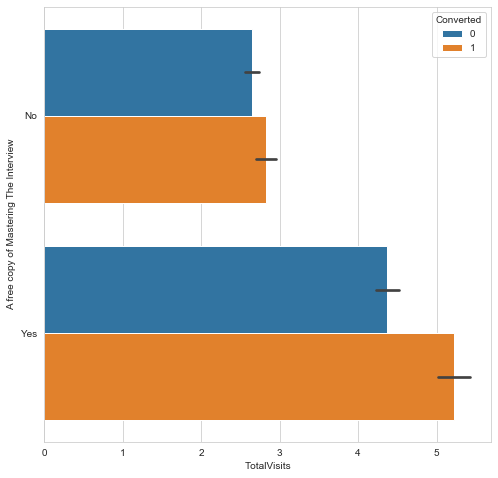 Converted
0
1
No
Yes
A free copy of Mastering The Interview
0 1 2 3 4 5
TotalVisits